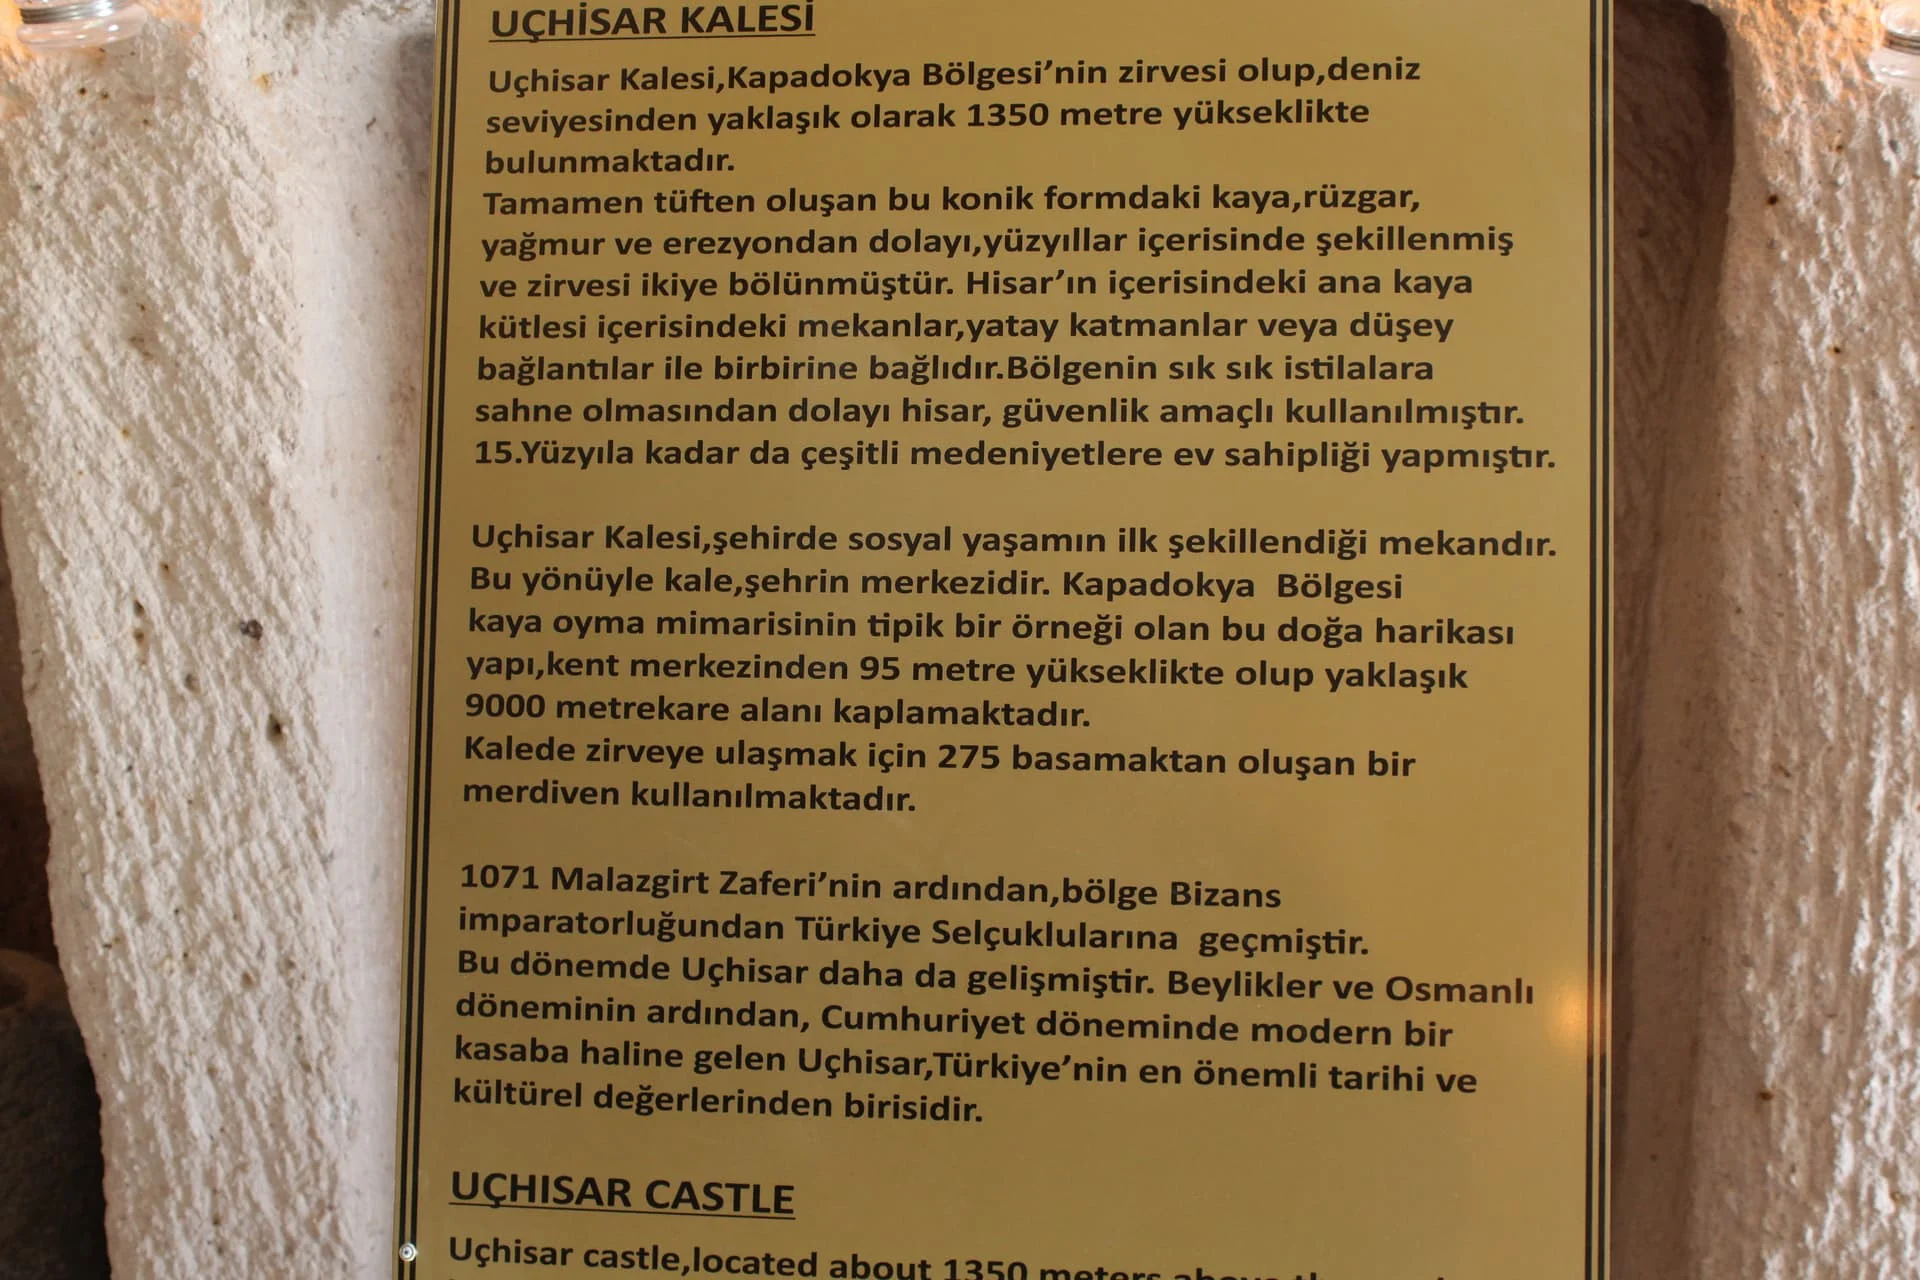 UÇHİSAR KALESİ
Uçhisar Kalesi,Kapadokya Bölgesi’nin zirvesi olup,deniz
seviyesinden yaklaşık olarak 1350 metre yükseklikte
bulunmaktadır.
Tamamen tüften oluşan bu konik formdaki kaya,rüzgar,
yağmur ve erezyondan dolayı,yüzyıllar içerisinde şekillenmiş
ve zirvesi ikiye bölünmüştür. Hisar’ın içerisindeki ana kaya
kütlesi içerisindeki mekanlar,yatay katmanlar veya düşey
bağlantılar ile birbirine bağlıdır.Bölgenin sık sık istilalara
sahne olmasından dolayı hisar, güvenlik amaçlı kullanılmıştır.
15.Yüzyıla kadar da çeşitli medeniyetlere ev sahipliği yapmıştır.
Uçhisar Kalesi,şehirde sosyal yaşamın ilk şekillendiği mekandır.
Bu yönüyle kale,şehrin merkezidir. Kapadokya Bölgesi
kaya oyma mimarisinin tipik bir örneği olan bu doğa harikası
yapı,kent merkezinden 95 metre yükseklikte olup yaklaşık
9000 metrekare alanı kaplamaktadır.
Kalede zirveye ulaşmak için 275 basamaktan oluşan bir
merdiven kullanılmaktadır.
1071 Malazgirt Zaferi’nin ardından,bölge Bizans
imparatorluğundan Türkiye Selçuklularına geçmiştir.
Bu dönemde Uçhisar daha da gelişmiştir. Beylikler ve Osmanlı
döneminin ardından, Cumhuriyet döneminde modern bir
kasaba haline gelen Uçhisar,Türkiye’nin en önemli tarihi ve
kültürel değerlerinden birisidir.
UÇHISAR CASTLE
Uçhisar castle,located about 1350 meters